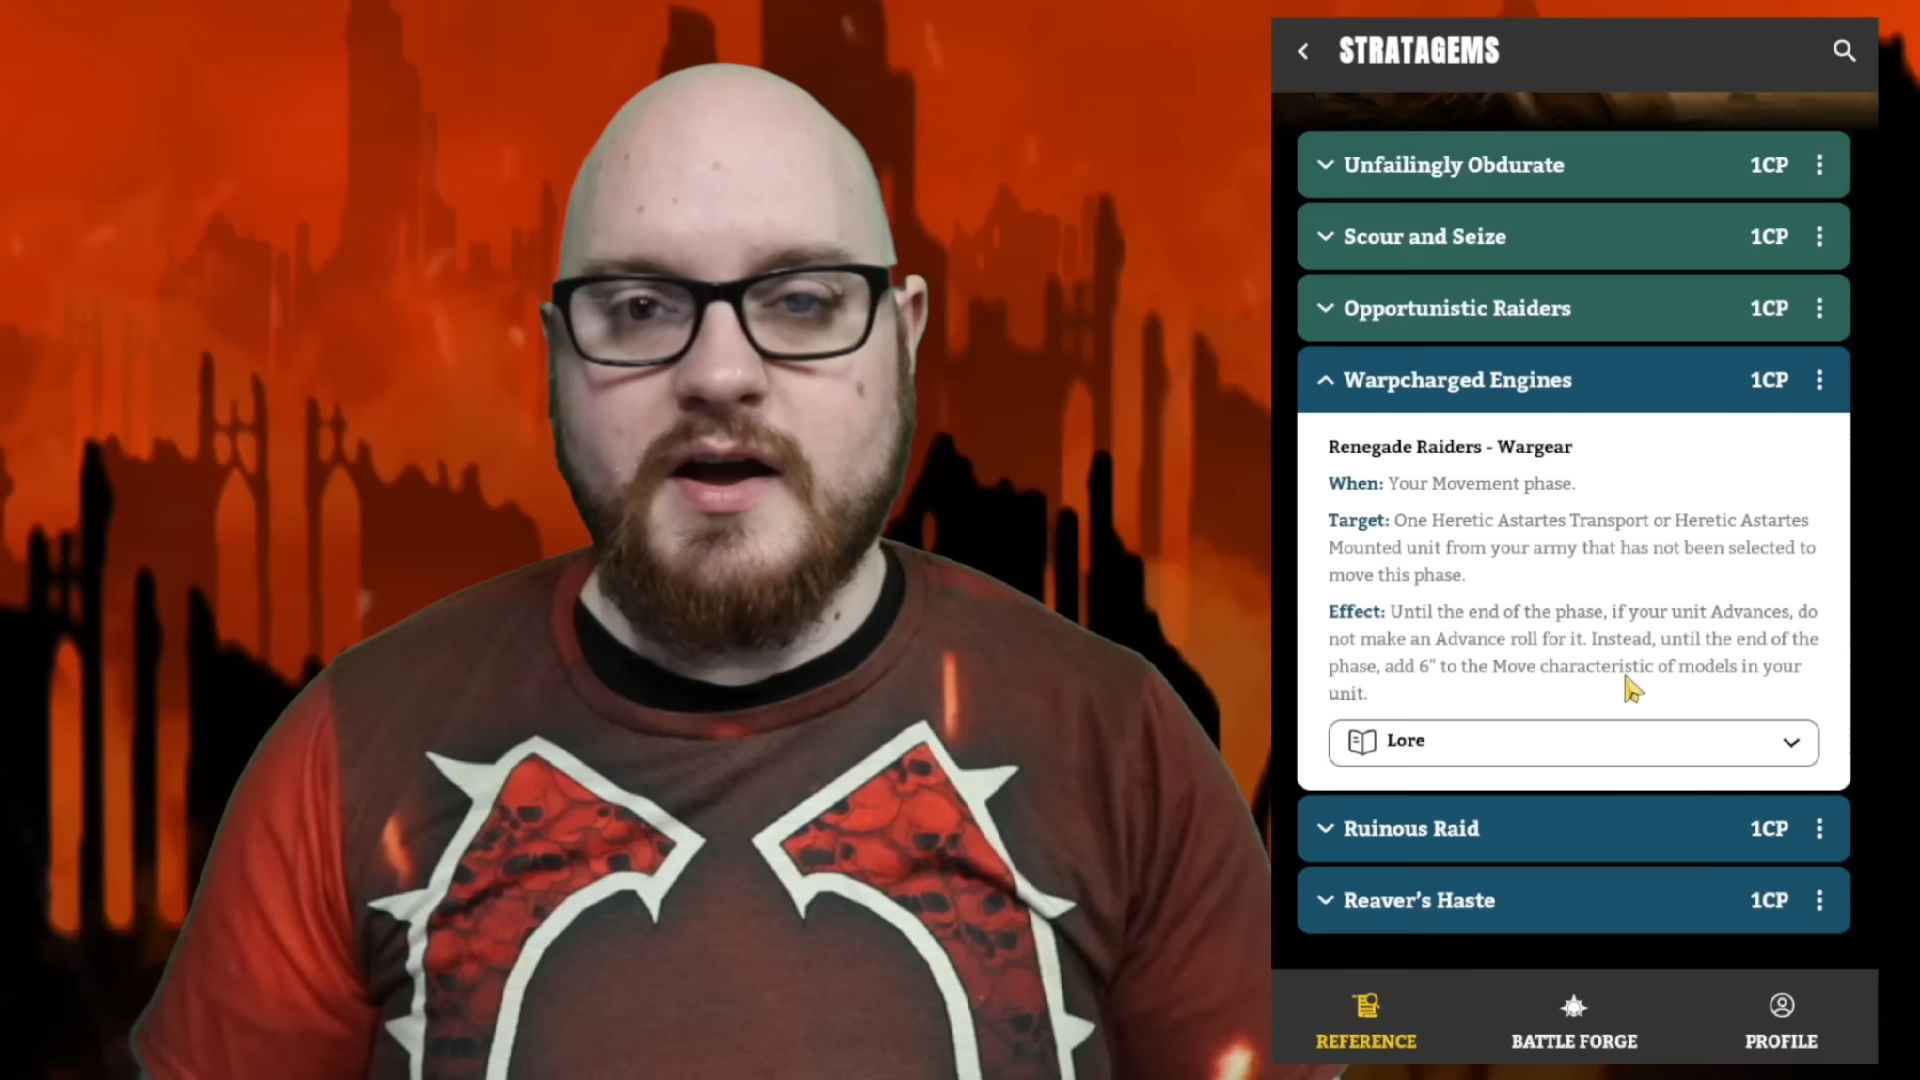 STRATAGEMS
Unfailingly Obdurate 1CP
Scour and Seize 1CP
Opportunistic Raiders 1CP
Warpcharged Engines 1CP
Renegade Raiders - Wargear
When: Your Movement phase.
Target: One Heretic Astartes Transport or Heretic Astartes
Mounted unit from your army that has not been selected to
move this phase.
Effect: Until the end of the phase, if your unit Advances, do
not make an Advance roll for it. Instead, until the end of the
phase, add 6" to the Move characteristic of models in your
unit.
Lore
Ruinous Raid 1CP
Reaver's Haste 1CP
REFERENCE BATTLE FORGE PROFILE